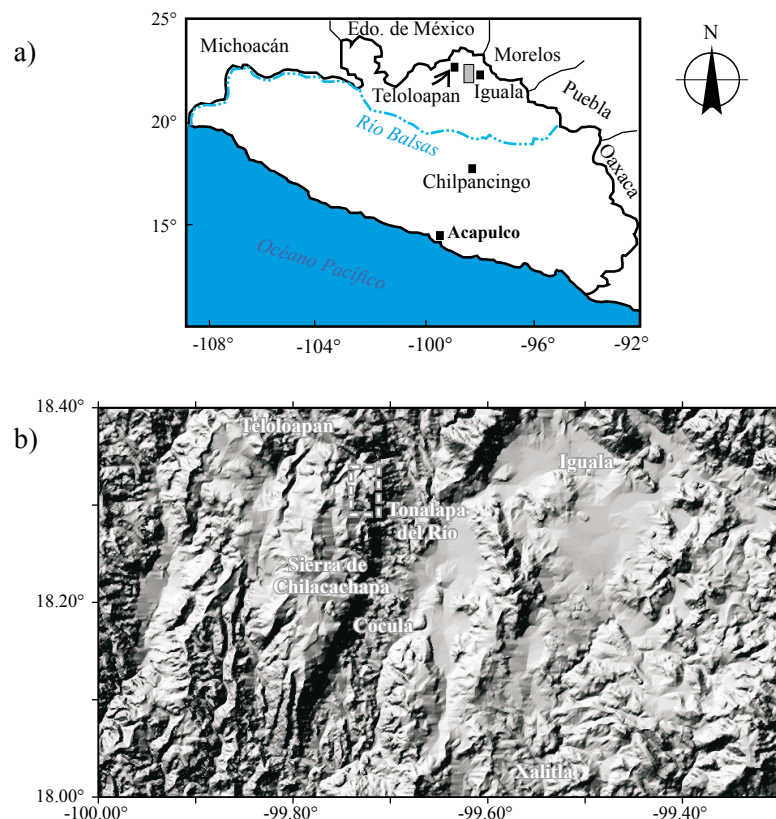 a)
25°
20°
15°
Edo. de México
Michoacán
Morelos
Teloloapan
Iguala
Puebla
Río Balsas
Oaxaca
Chilpancingo
Acapulco
Océano Pacífico
-108°
-104°
-100°
-96°
-92°
N
b)
18.40°
18.20°
18.00°
Teloloapan
Iguala
Tonalapa
del Río
Sierra de
Chilacachapa
Cocula
Xalitla
-100.00°
-99.80°
-99.60°
-99.40°